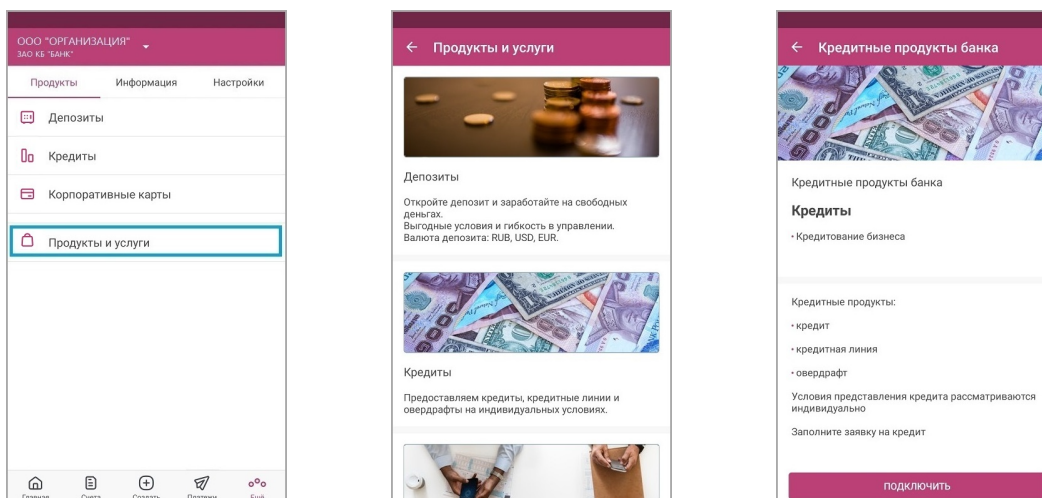 ООО "ОРГАНИЗАЦИЯ"
ЗАО КБ "БАНК"
Продукты Информация Настройки
Депозиты
Кредиты
Корпоративные карты
Продукты и услуги
Главная Счета Создать Платежи Ещё
Продукты и услуги
Депозиты
Откройте депозит и заработайте на свободных
деньгах.
Выгодные условия и гибкость в управлении.
Валюта депозита: RUB, USD, EUR.
Кредиты
Предоставляем кредиты, кредитные линии и
овердрафты на индивидуальных условиях.
Кредитные продукты банка
Кредитные продукты банка
Кредиты
• Кредитование бизнеса
Кредитные продукты:
• кредит
• кредитная линия
• овердрафт
Условия представления кредита рассматриваются
индивидуально
Заполните заявку на кредит
ПОДКЛЮЧИТЬ